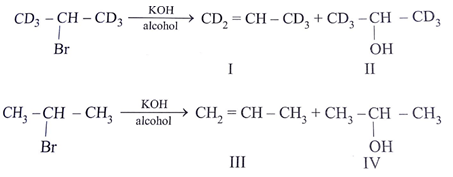 CD₃ – CH – CD₃ KOH alcohol CD₂ = CH – CD₃ + CD₃ – CH – CD₃
Br OH
I II
CH₃ – CH – CH₃ KOH alcohol CH₂ = CH – CH₃ + CH₃ – CH – CH₃
Br OH
III IV